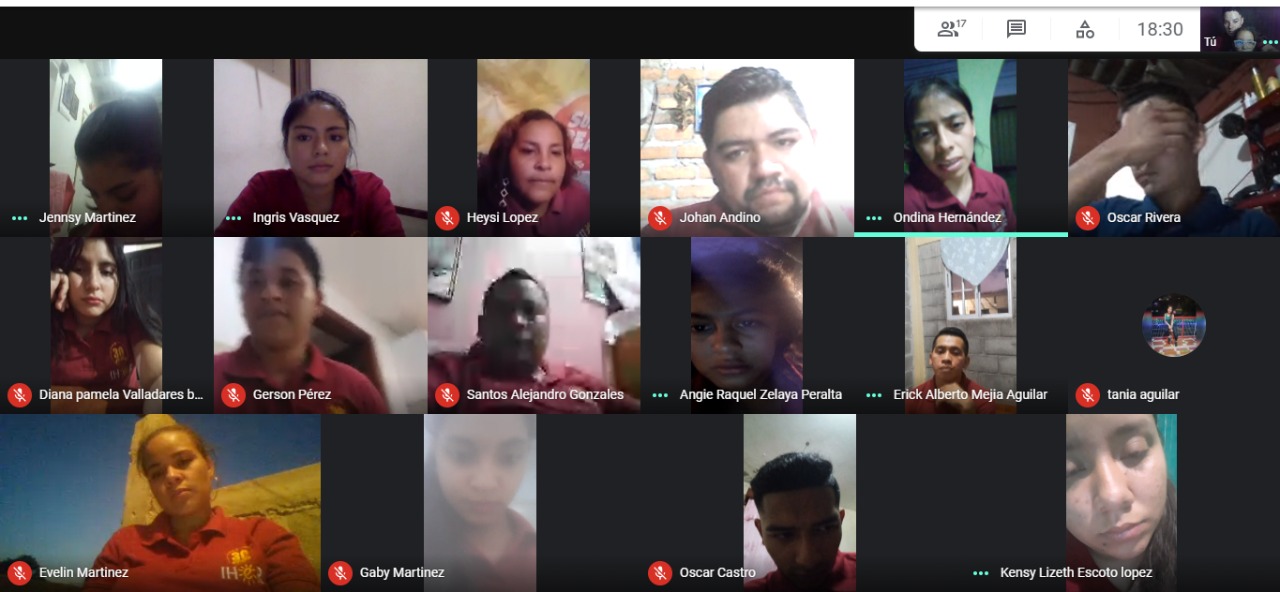 17
18:30
Tú
Jennsy Martinez
Ingris Vasquez
Heysi Lopez
Johan Andino
Ondina Hernández
Oscar Rivera
Diana pamela Valladares b...
Gerson Pérez
Santos Alejandro Gonzales
Angie Raquel Zelaya Peralta
Erick Alberto Mejia Aguilar
tania aguilar
Evelin Martinez
Gaby Martinez
Oscar Castro
Kensy Lizeth Escoto lopez